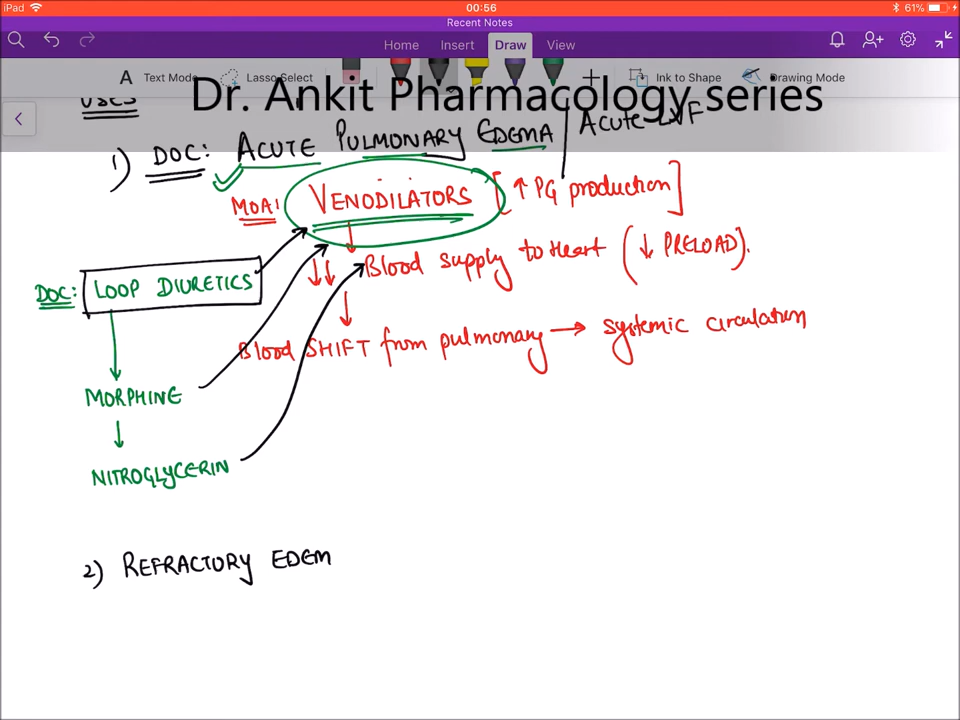 iPad 00:56 61%
Recent Notes
Home Insert Draw View
A Text Mode Lasso Select Ink to Shape Drawing Mode
Dr. Ankit Pharmacology series
USES
1) DOC: ACUTE PULMONARY EDEMA / Acute LVF
MOA: VENODILATORS [↑ PG production]
↓↓ Blood supply to Heart (↓ PRELOAD).
DOC: LOOP DIURETICS
Blood SHIFT from pulmonary → systemic circulation
MORPHINE
NITROGLYCERIN
2) REFRACTORY EDEM